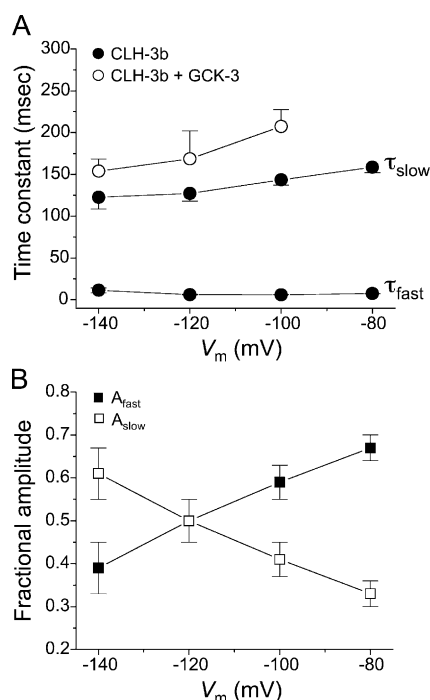 A
CLH-3b
CLH-3b + GCK-3
Time constant (msec)
300
250
200
150
100
50
0
τslow
τfast
-140 -120 -100 -80
Vm (mV)
B
Afast
Aslow
Fractional amplitude
0.8
0.7
0.6
0.5
0.4
0.3
0.2
-140 -120 -100 -80
Vm (mV)